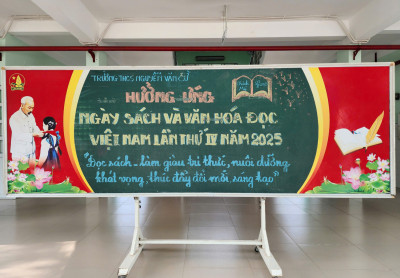 TRƯỜNG THCS NGUYỄN VĂN CỪ
HƯỞNG ỨNG
NGÀY SÁCH VÀ VĂN HÓA ĐỌC
VIỆT NAM LẦN THỨ IV NĂM 2025
"Đọc sách - làm giàu tri thức, nuôi dưỡng
khát vọng, thúc đẩy đổi mới, sáng tạo"